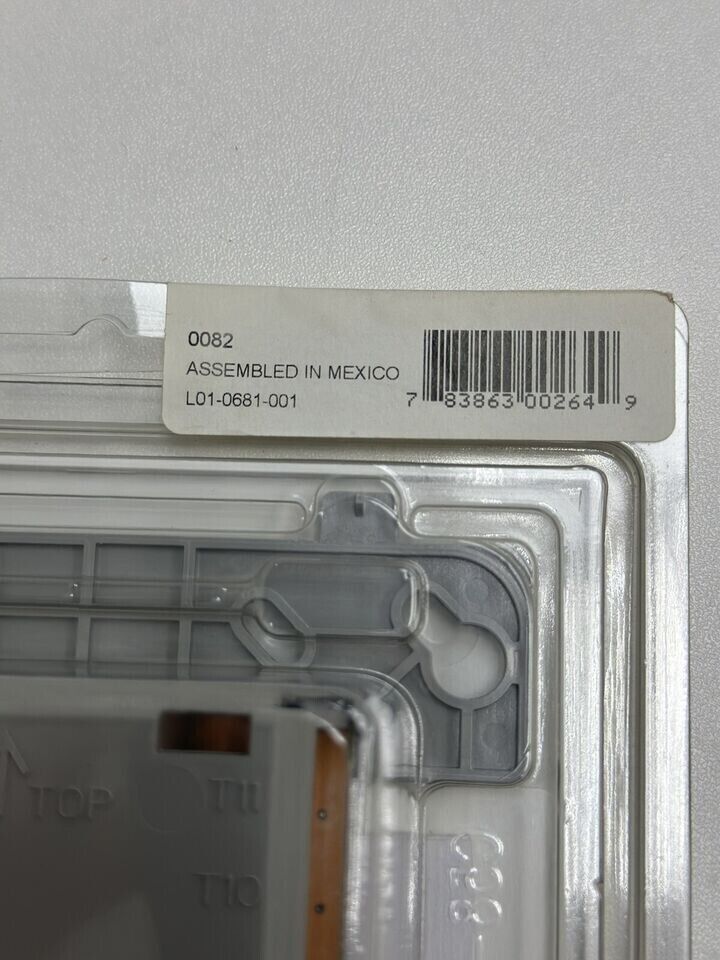 0082
ASSEMBLED IN MEXICO
L01-0681-001
7 83863 00264 9
TOP
T11
T10